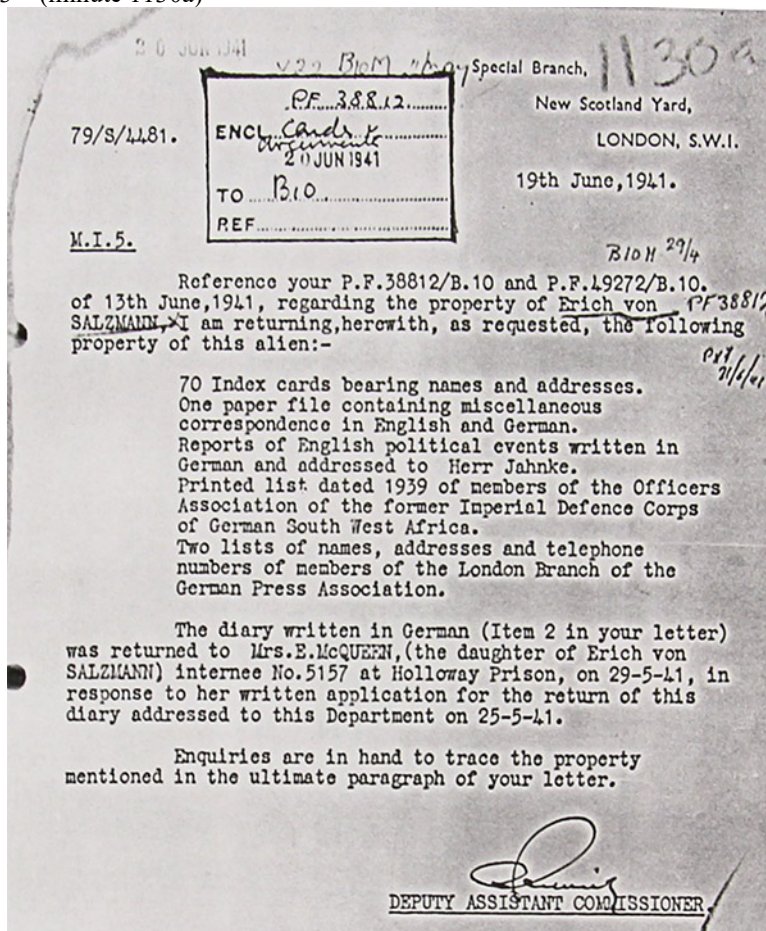 (minute 1130a)
20 JUN 1941
Special Branch,
1130a
New Scotland Yard,
LONDON, S.W.1.
19th June,1941.
79/S/4481.
PF 38812
ENCL Cards &
20 JUN 1941
TO B10
REF
M.I.5.
B10H 29/4
Reference your P.F.38812/B.10 and P.F.49272/B.10.
of 13th June,1941, regarding the property of Erich von PF38812
SALZMANN, I am returning,herewith, as requested, the following
property of this alien:-
70 Index cards bearing names and addresses.
One paper file containing miscellaneous
correspondence in English and German.
Reports of English political events written in
German and addressed to Herr Jahnke.
Printed list dated 1939 of members of the Officers
Association of the former Imperial Defence Corps
of German South West Africa.
Two lists of names, addresses and telephone
numbers of members of the London Branch of the
German Press Association.
The diary written in German (Item 2 in your letter)
was returned to Mrs.E.McQUEEN,(the daughter of Erich von
SALZMANN) internee No.5157 at Holloway Prison, on 29-5-41, in
response to her written application for the return of this
diary addressed to this Department on 25-5-41.
Enquiries are in hand to trace the property
mentioned in the ultimate paragraph of your letter.
DEPUTY ASSISTANT COMMISSIONER.